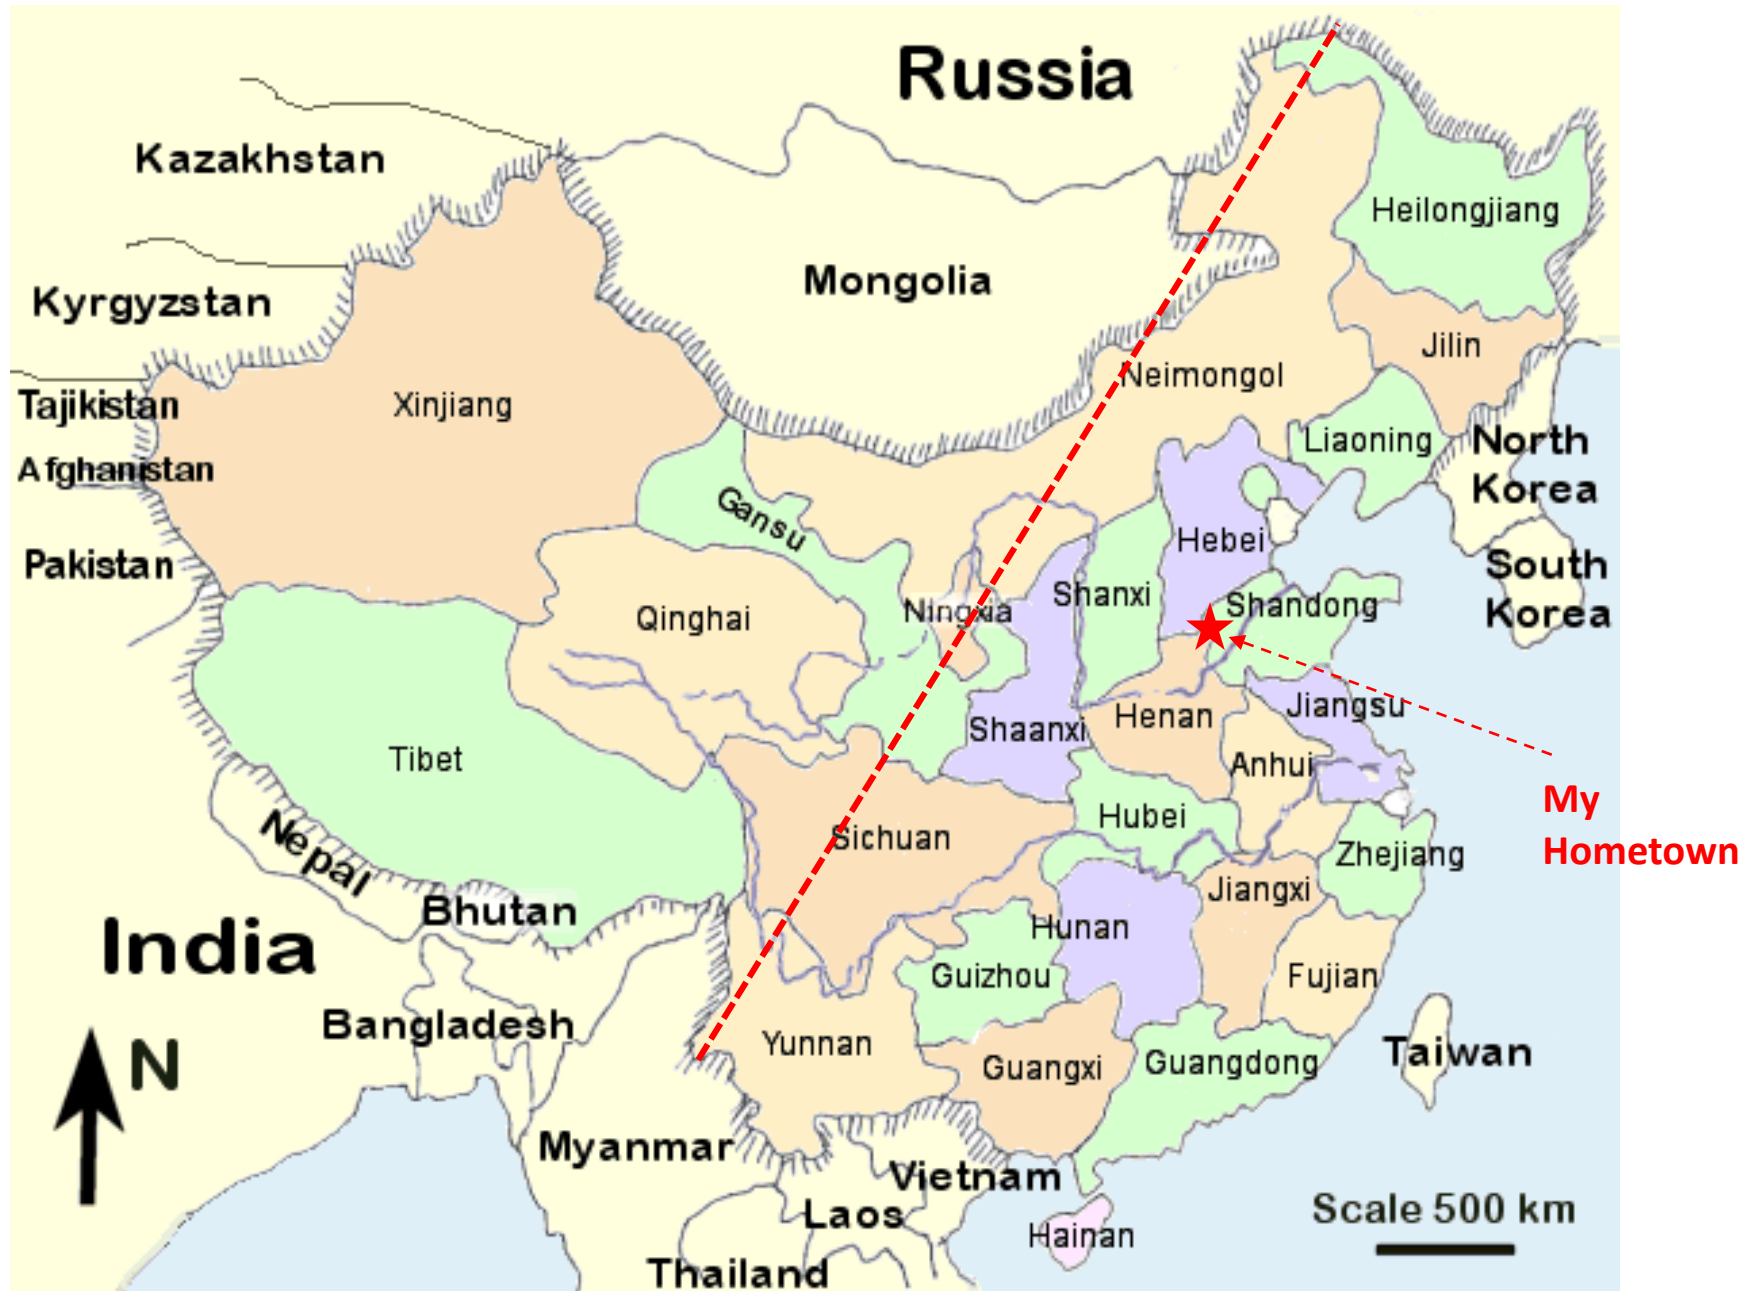 Russia
Kazakhstan
Heilongjiang
Mongolia
Kyrgyzstan
Jilin
Neimongol
Tajikistan
Xinjiang
Liaoning
North
Korea
Afghanistan
Gansu
Hebei
Pakistan
South
Korea
Shanxi
Shandong
Ningxia
Qinghai
Jiangsu
Henan
Shaanxi
Tibet
Anhui
My
Hometown
Hubei
Sichuan
Zhejiang
Nepal
Jiangxi
Bhutan
Hunan
India
Guizhou
Fujian
Bangladesh
Yunnan
Taiwan
N
Guangxi
Guangdong
Myanmar
Vietnam
Laos
Scale 500 km
Hainan
Thailand